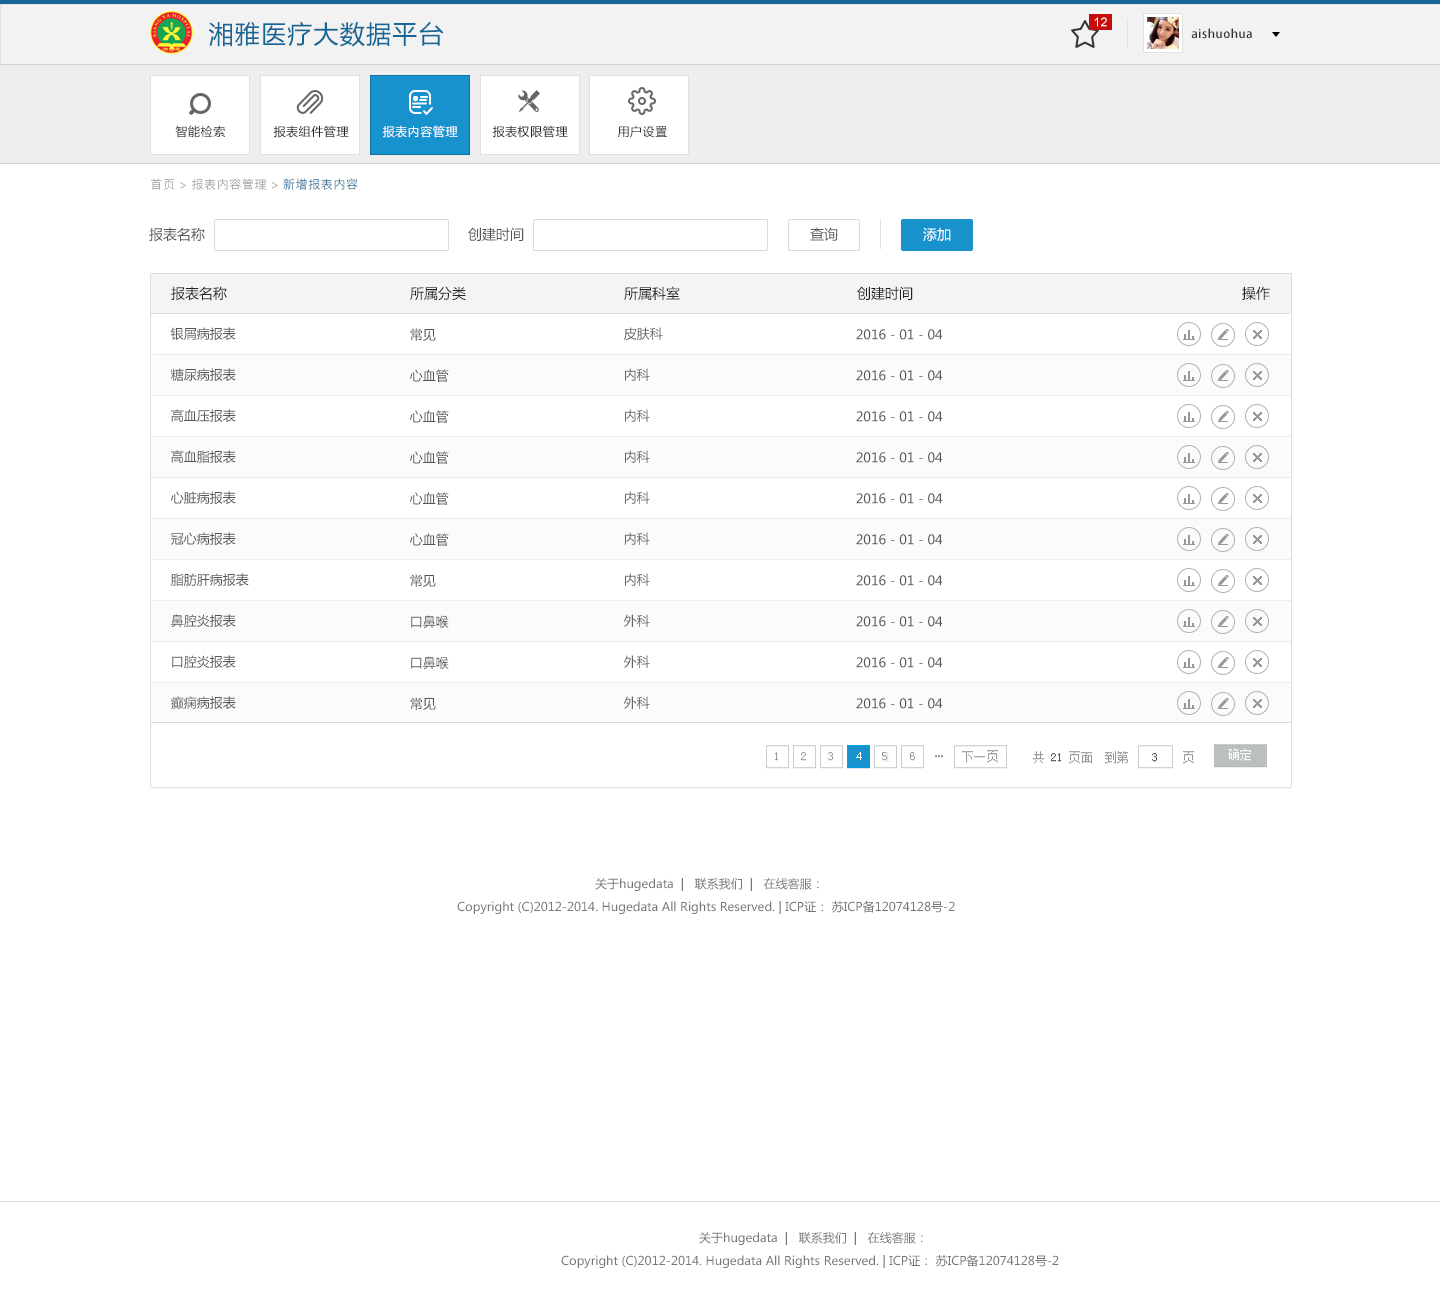 湘雅医疗大数据平台
12
aishuohua
智能检索 报表组件管理 报表内容管理 报表权限管理 用户设置
首页 > 报表内容管理 > 新增报表内容
报表名称 创建时间 查询 添加
报表名称 所属分类 所属科室 创建时间 操作
银屑病报表 常见 皮肤科 2016 - 01 - 04
糖尿病报表 心血管 内科 2016 - 01 - 04
高血压报表 心血管 内科 2016 - 01 - 04
高血脂报表 心血管 内科 2016 - 01 - 04
心脏病报表 心血管 内科 2016 - 01 - 04
冠心病报表 心血管 内科 2016 - 01 - 04
脂肪肝病报表 常见 内科 2016 - 01 - 04
鼻腔炎报表 口鼻喉 外科 2016 - 01 - 04
口腔炎报表 口鼻喉 外科 2016 - 01 - 04
癫痫病报表 常见 外科 2016 - 01 - 04
1 2 3 4 5 6 ··· 下一页 共 21 页面 到第 3 页 确定
关于hugedata | 联系我们 | 在线客服：
Copyright (C)2012-2014. Hugedata All Rights Reserved. | ICP证： 苏ICP备12074128号-2
关于hugedata | 联系我们 | 在线客服：
Copyright (C)2012-2014. Hugedata All Rights Reserved. | ICP证： 苏ICP备12074128号-2